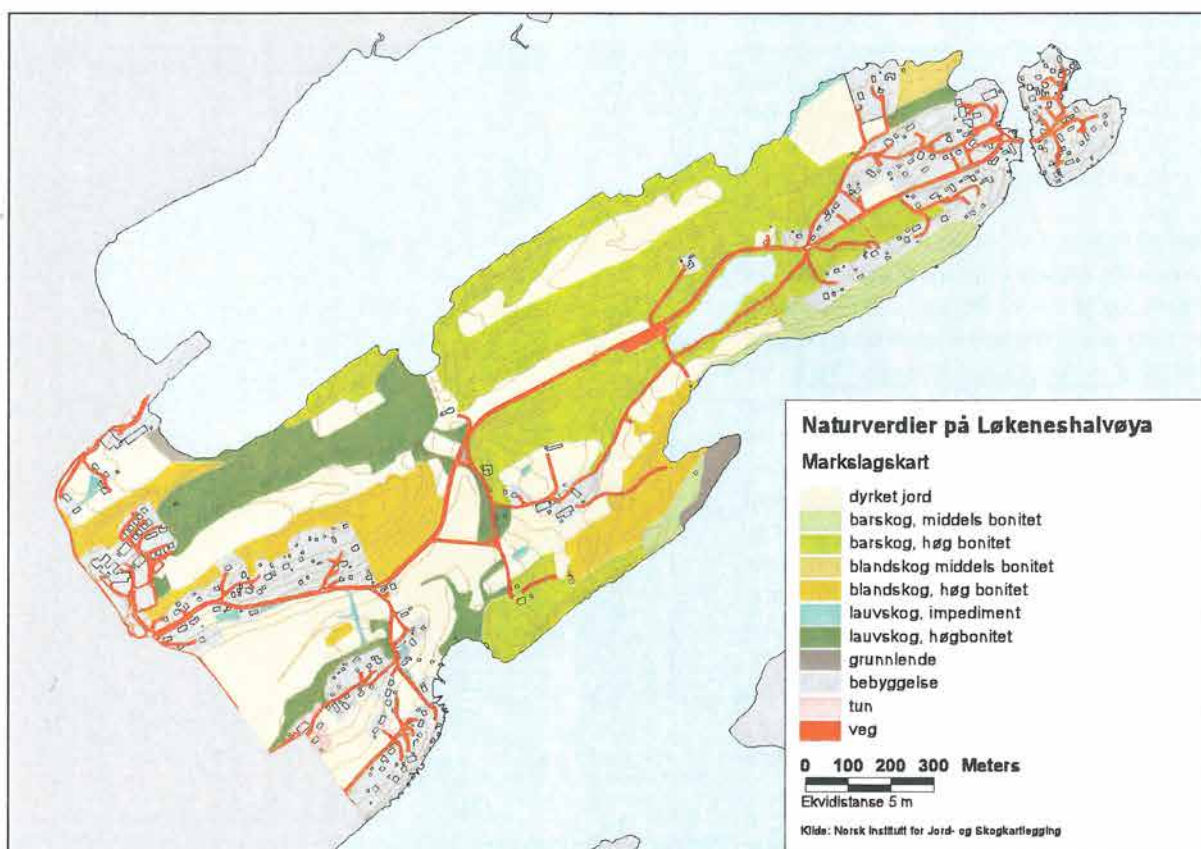 Naturverdier på Løkeneshalvøya
Markslagskart
dyrket jord
barskog, middels bonitet
barskog, høg bonitet
blandskog middels bonitet
blandskog, høg bonitet
lauvskog, impediment
lauvskog, høgbonitet
grunnlende
bebyggelse
tun
veg
0 100 200 300 Meters
Ekvidistanse 5 m
Kilde: Norsk Institutt for Jord- og Skogkartlegging